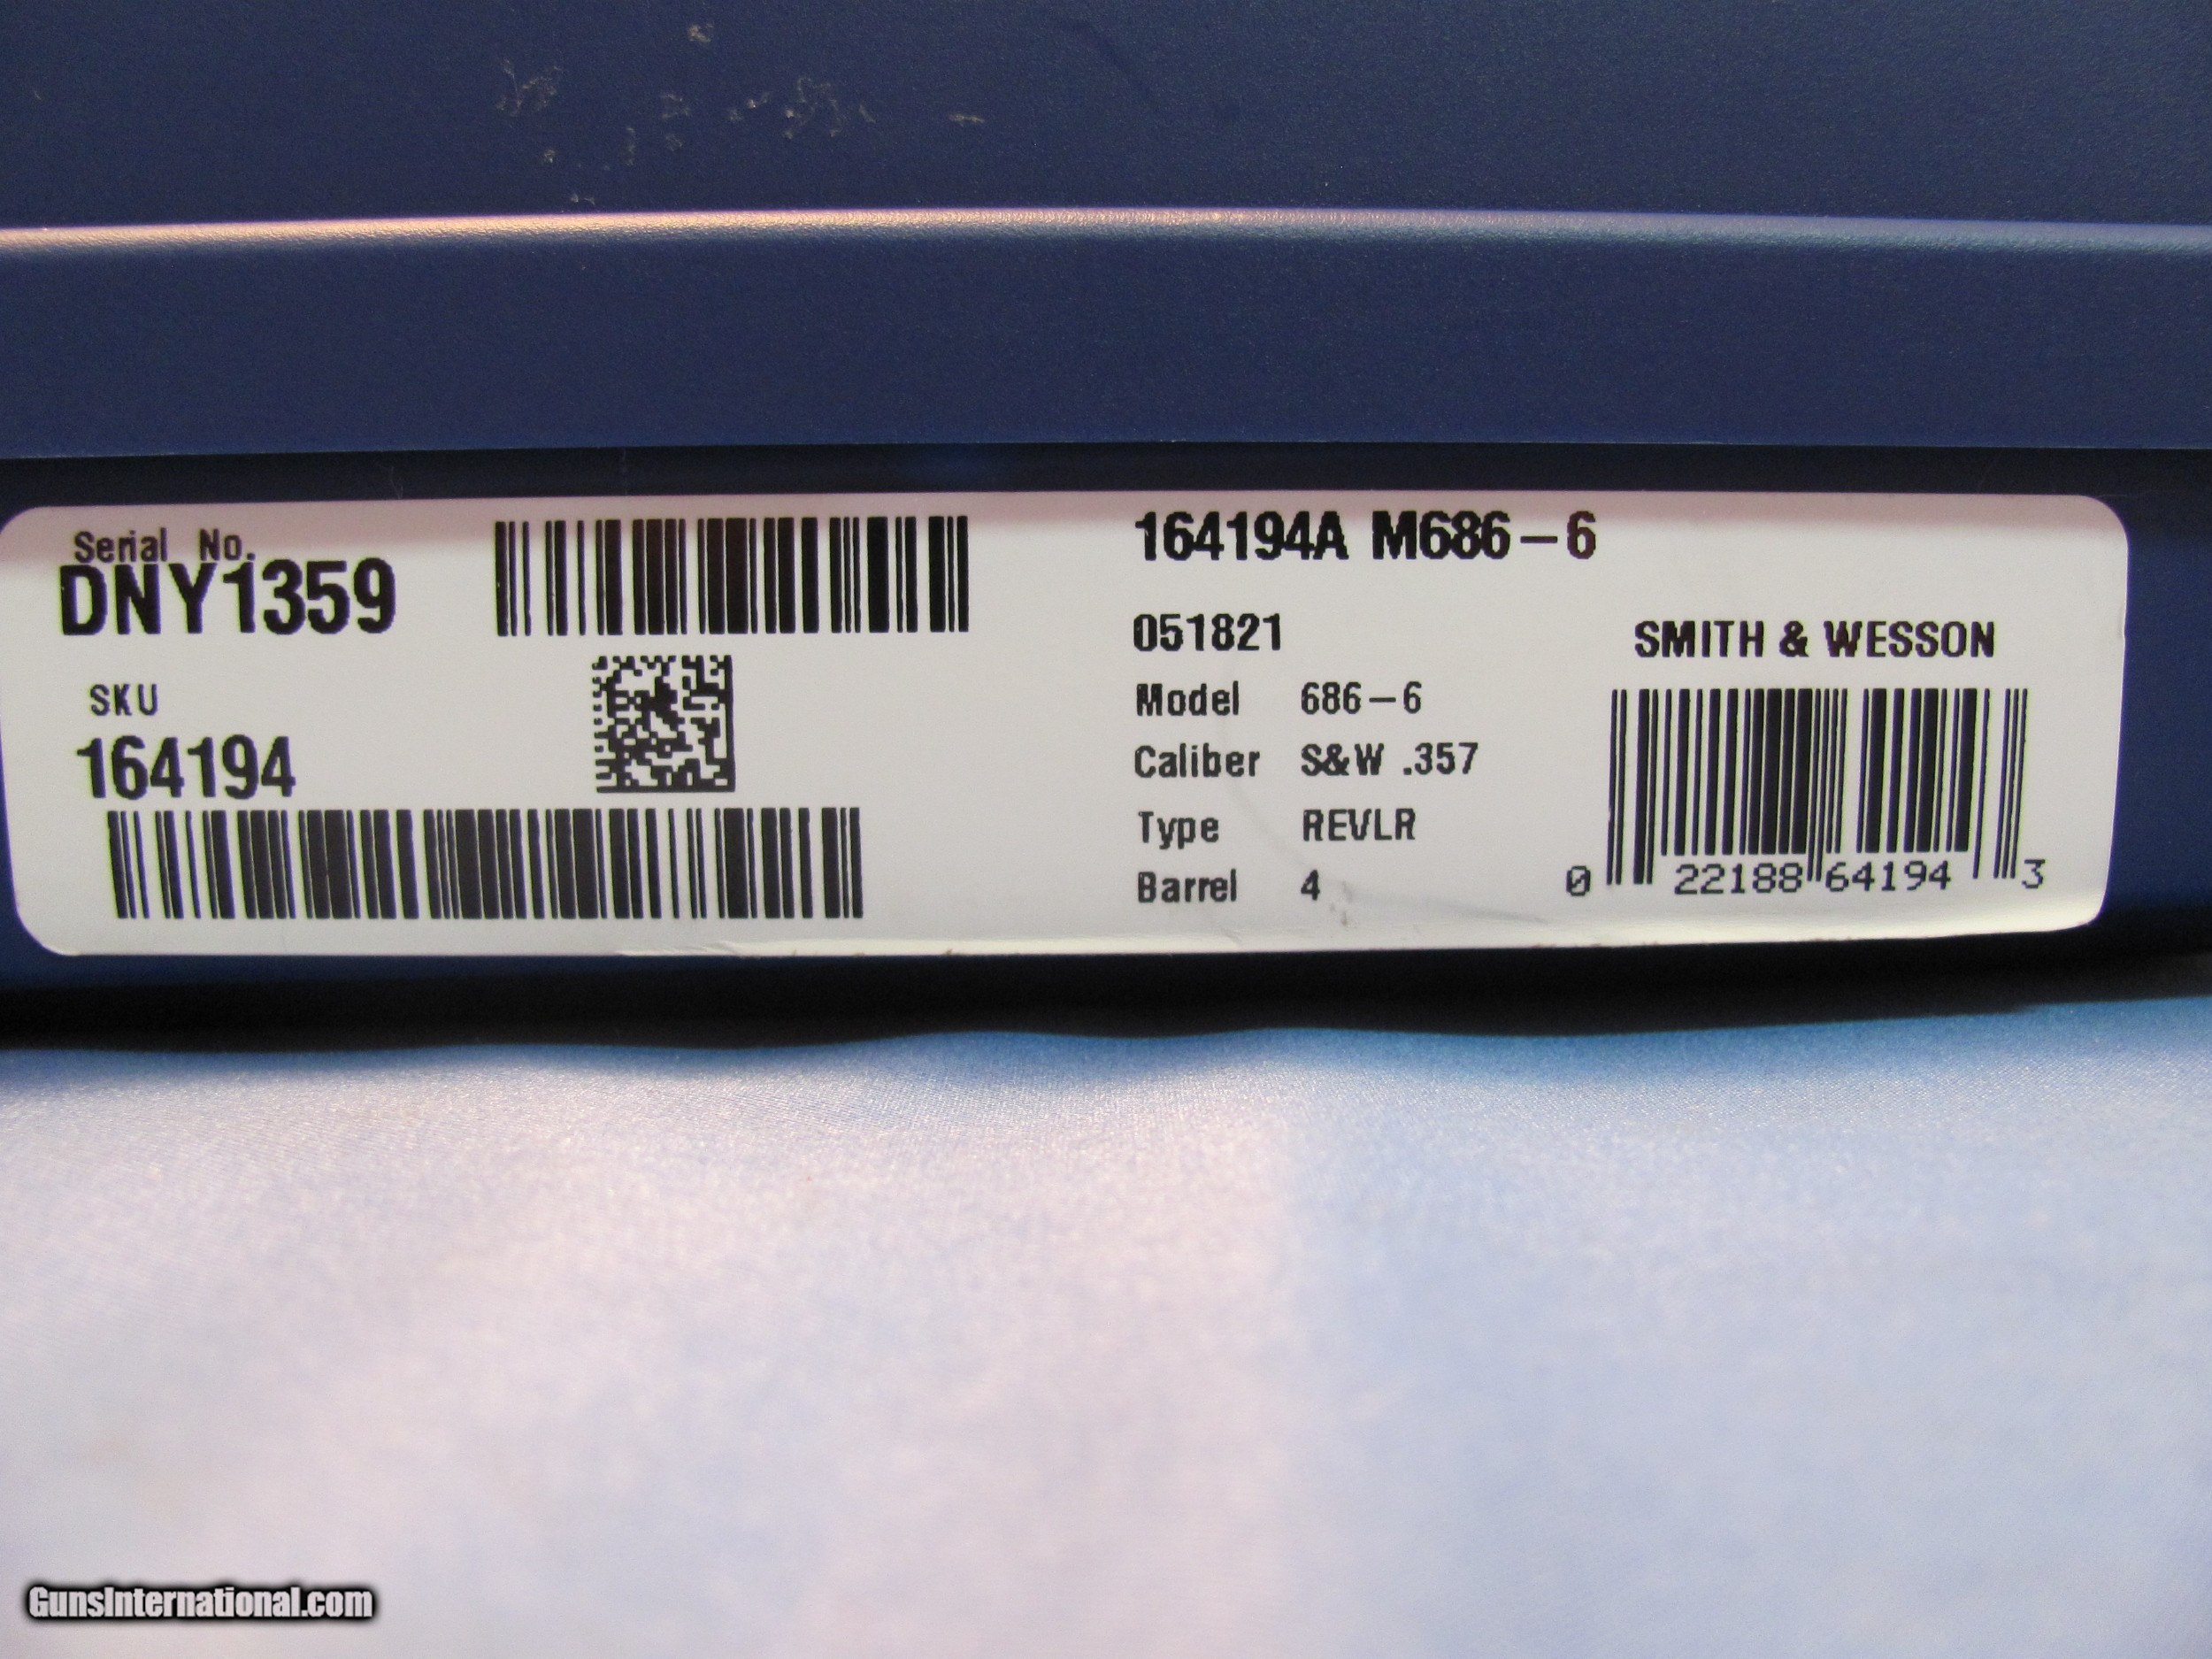 Serial No.
DNY1359
SKU
164194
164194A M686-6
051821
Model 686-6
Caliber S&W .357
Type REVLR
Barrel 4
SMITH & WESSON
0 22188 64194 3
GunsInternational.com